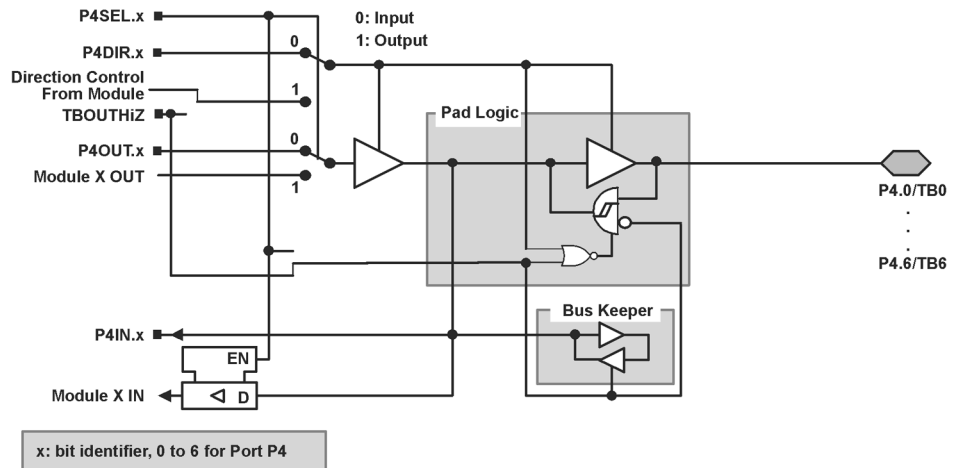 P4SEL.x
0: Input
1: Output
P4DIR.x
0
Direction Control
From Module
1
TBOUTHiZ
Pad Logic
P4OUT.x
0
Module X OUT
1
P4.0/TB0
.
.
.
P4.6/TB6
Bus Keeper
P4IN.x
EN
Module X IN
D
x: bit identifier, 0 to 6 for Port P4